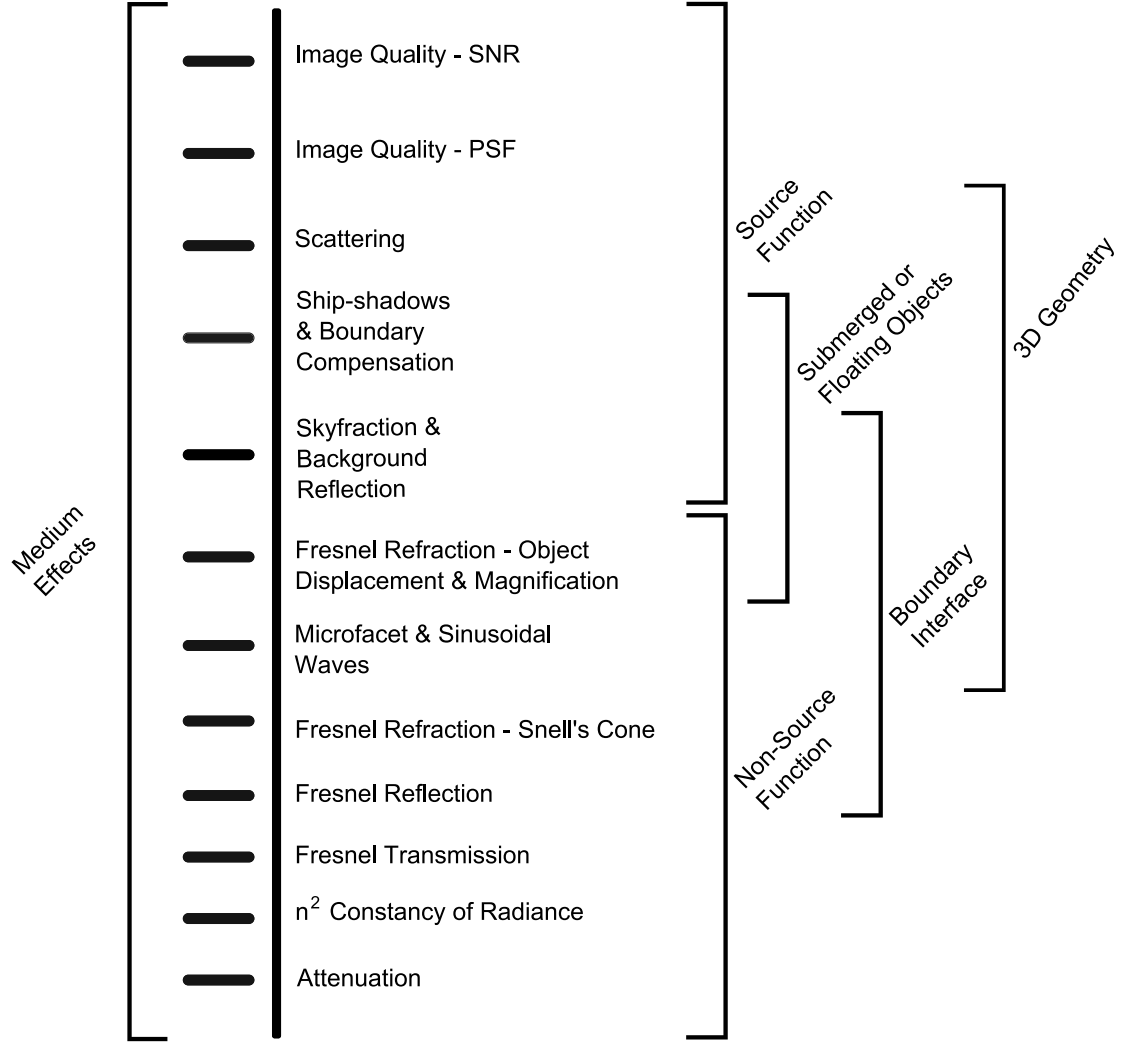 Image Quality - SNR
Image Quality - PSF
Scattering
Ship-shadows
& Boundary
Compensation
Skyfraction &
Background
Reflection
Fresnel Refraction - Object
Displacement & Magnification
Microfacet & Sinusoidal
Waves
Fresnel Refraction - Snell's Cone
Fresnel Reflection
Fresnel Transmission
n² Constancy of Radiance
Attenuation
Medium
Effects
Source
Function
Non-Source
Function
Submerged or
Floating Objects
Boundary
Interface
3D Geometry